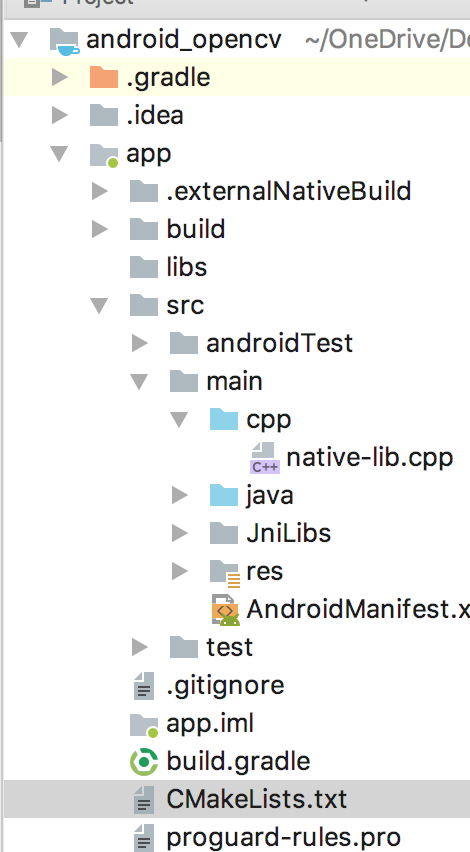 Project
android_opencv ~/OneDrive/De
.gradle
.idea
app
.externalNativeBuild
build
libs
src
androidTest
main
cpp
C++ native-lib.cpp
java
JniLibs
res
AndroidManifest.x
test
.gitignore
app.iml
build.gradle
CMakeLists.txt
proguard-rules.pro